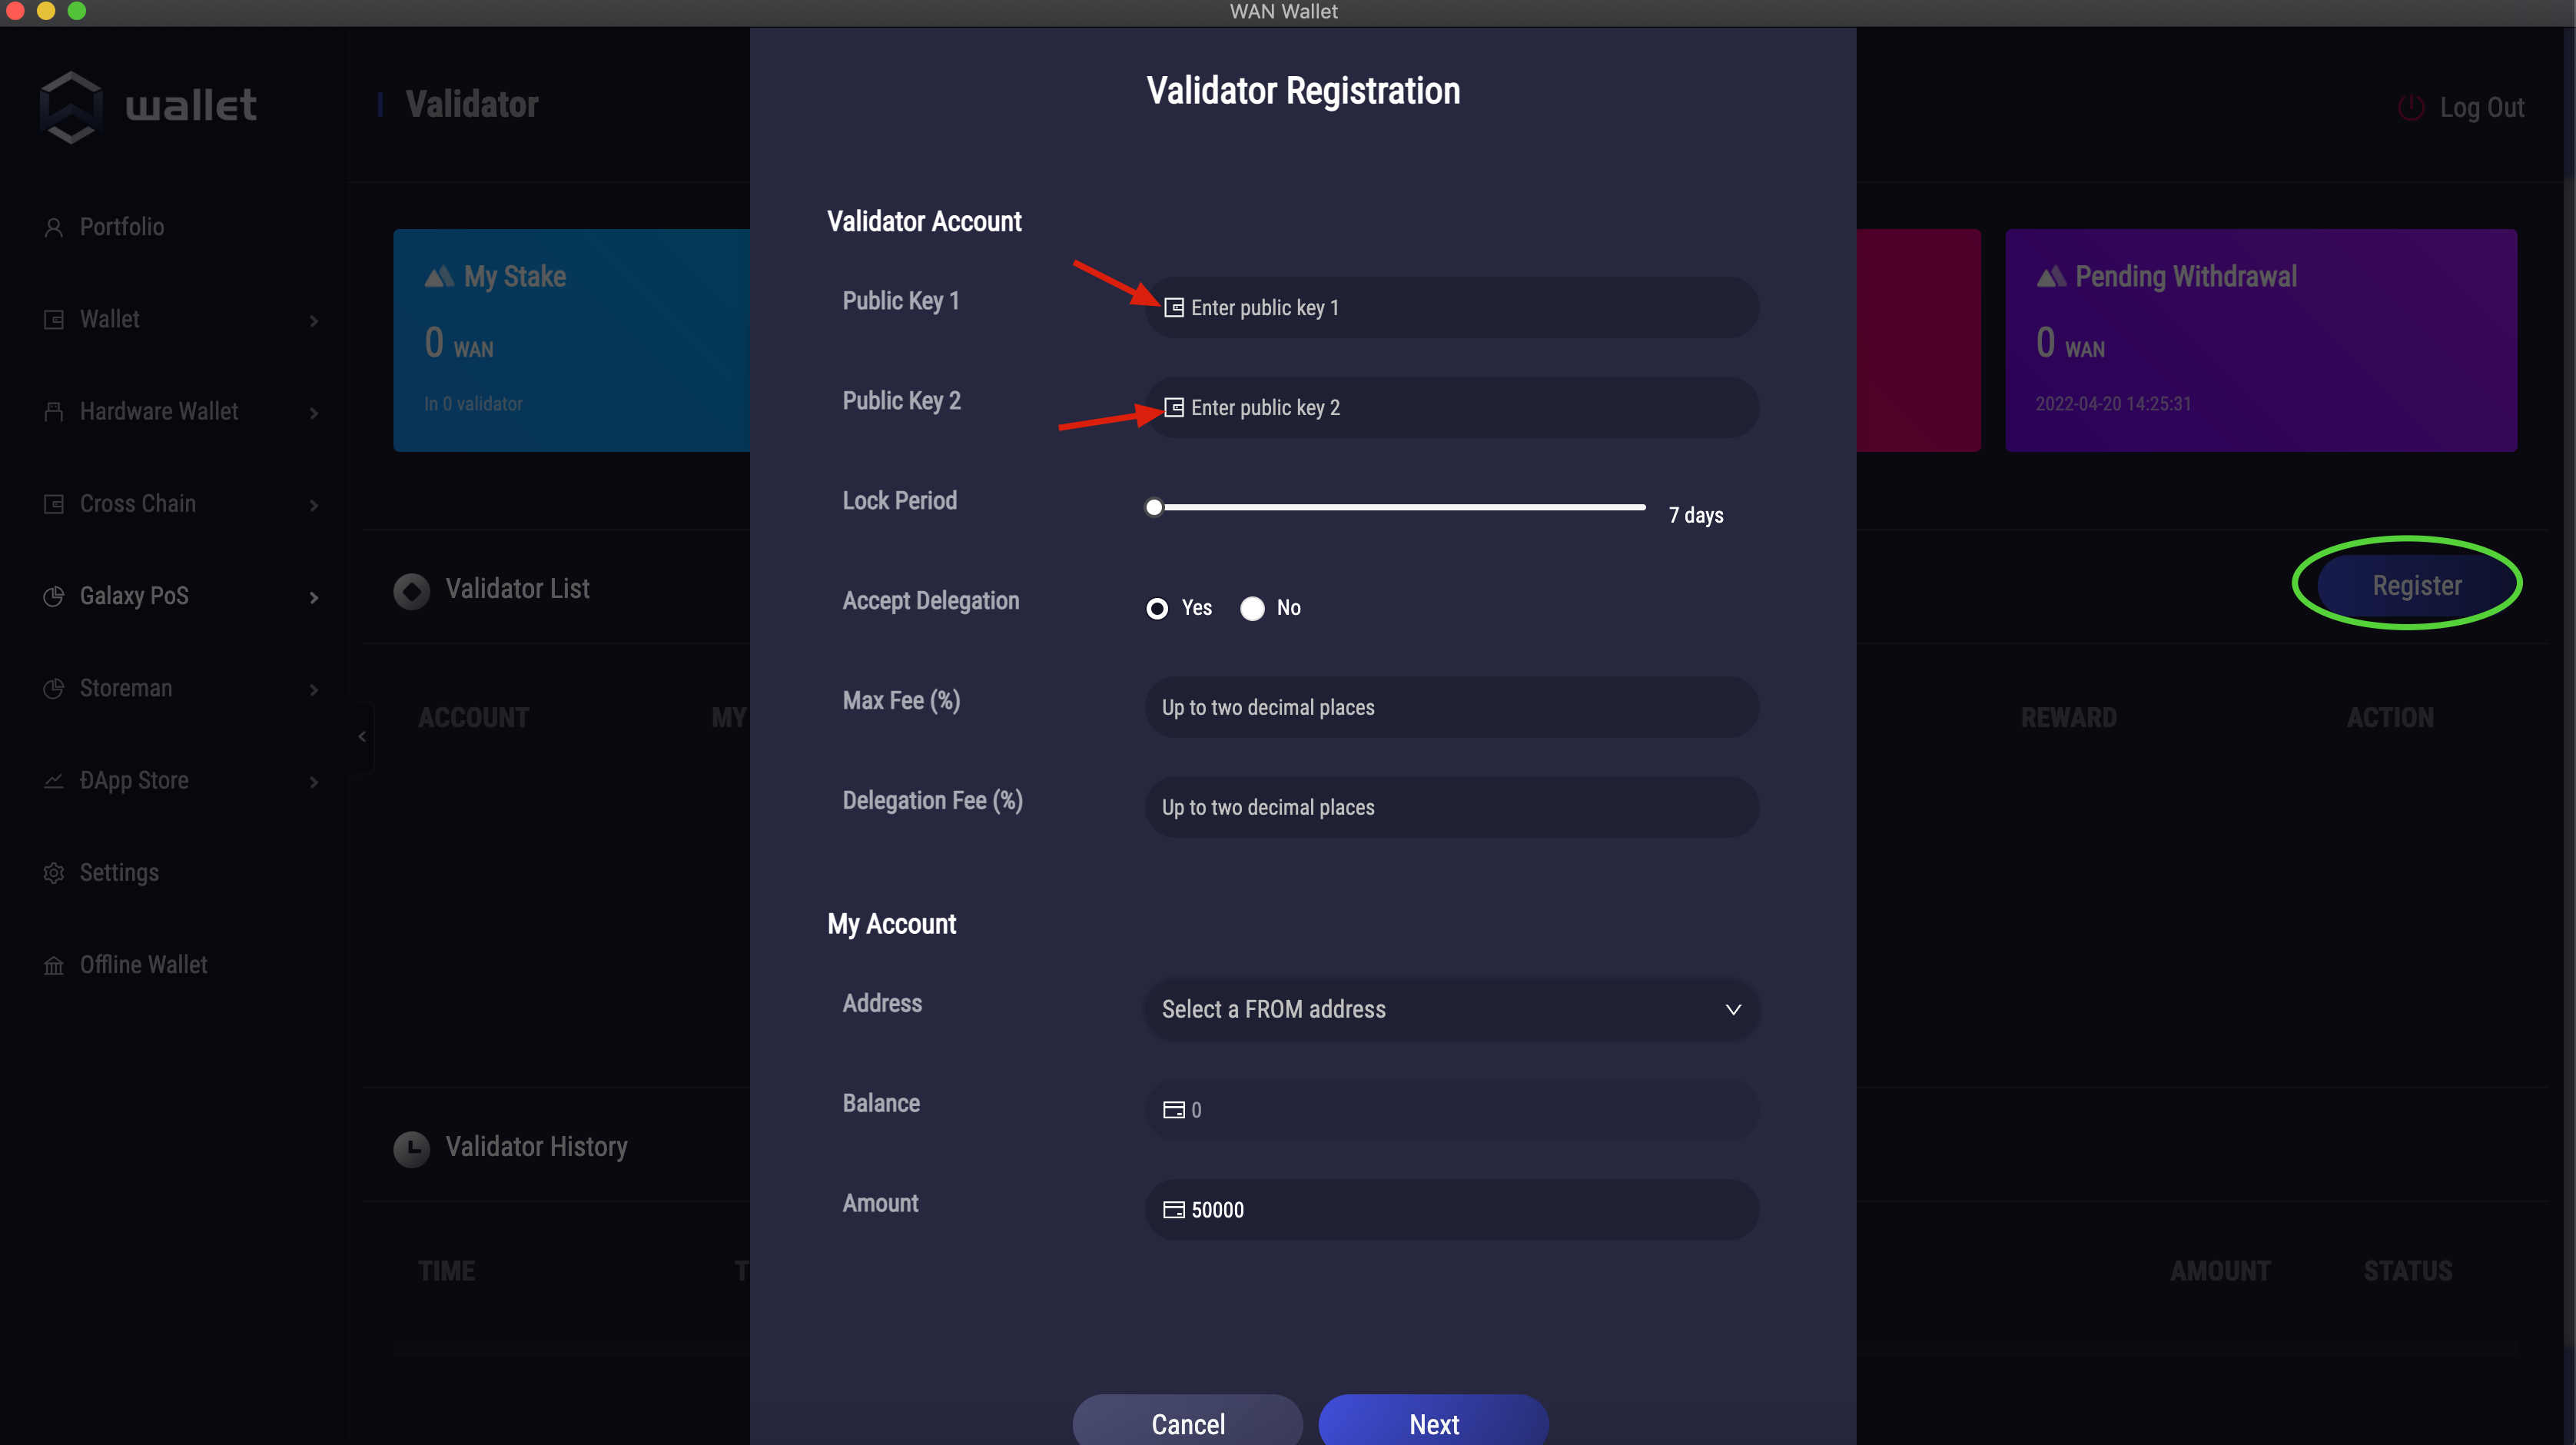 WAN Wallet
wallet
Validator
Log Out
Portfolio
Wallet
Hardware Wallet
Cross Chain
Galaxy PoS
Storeman
ĐApp Store
Settings
Offline Wallet
My Stake
0 WAN
In 0 validator
Pending Withdrawal
0 WAN
2022-04-20 14:25:31
Validator List
Register
ACCOUNT
MY
REWARD
ACTION
Validator History
TIME
T
AMOUNT
STATUS
Validator Registration
Validator Account
Public Key 1
Enter public key 1
Public Key 2
Enter public key 2
Lock Period
7 days
Accept Delegation
Yes
No
Max Fee (%)
Up to two decimal places
Delegation Fee (%)
Up to two decimal places
My Account
Address
Select a FROM address
Balance
0
Amount
50000
Cancel
Next